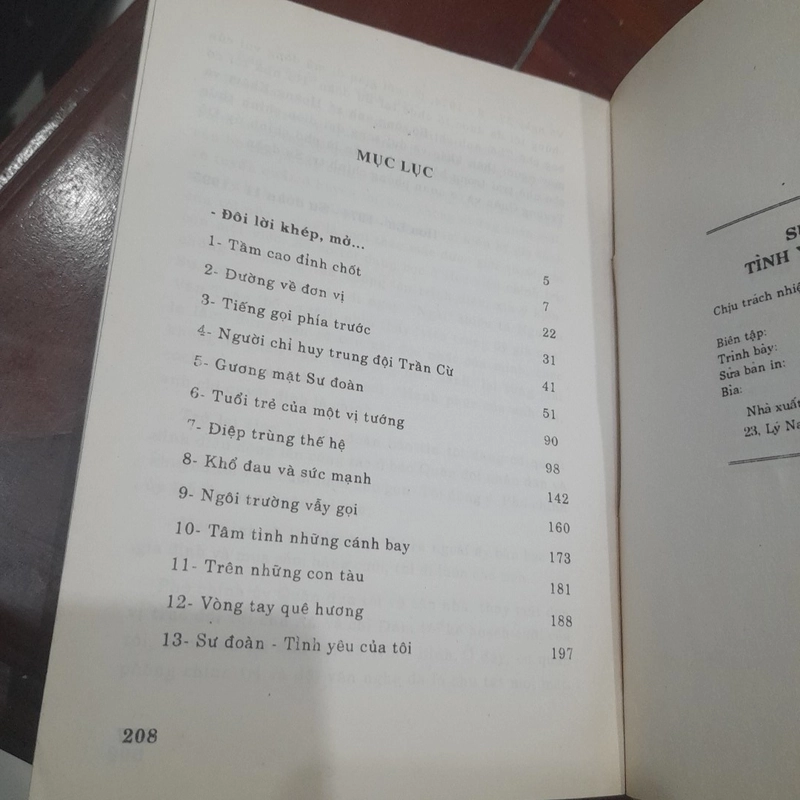 MỤC LỤC
- Đôi lời khép, mở... 5
1- Tầm cao đỉnh chốt 7
2- Đường về đơn vị 22
3- Tiếng gọi phía trước 31
4- Người chỉ huy trung đội Trần Cừ 41
5- Gương mặt Sư đoàn 51
6- Tuổi trẻ của một vị tướng 90
7- Điệp trùng thế hệ 98
8- Khổ đau và sức mạnh 142
9- Ngôi trường vẫy gọi 160
10- Tâm tình những cánh bay 173
11- Trên những con tàu 181
12- Vòng tay quê hương 188
13- Sư đoàn - Tình yêu của tôi 197
208
TÌNH
Chịu trách
Biên tập:
Trình bày:
Sửa bản in:
Bìa:
Nhà xuất
23, Lý